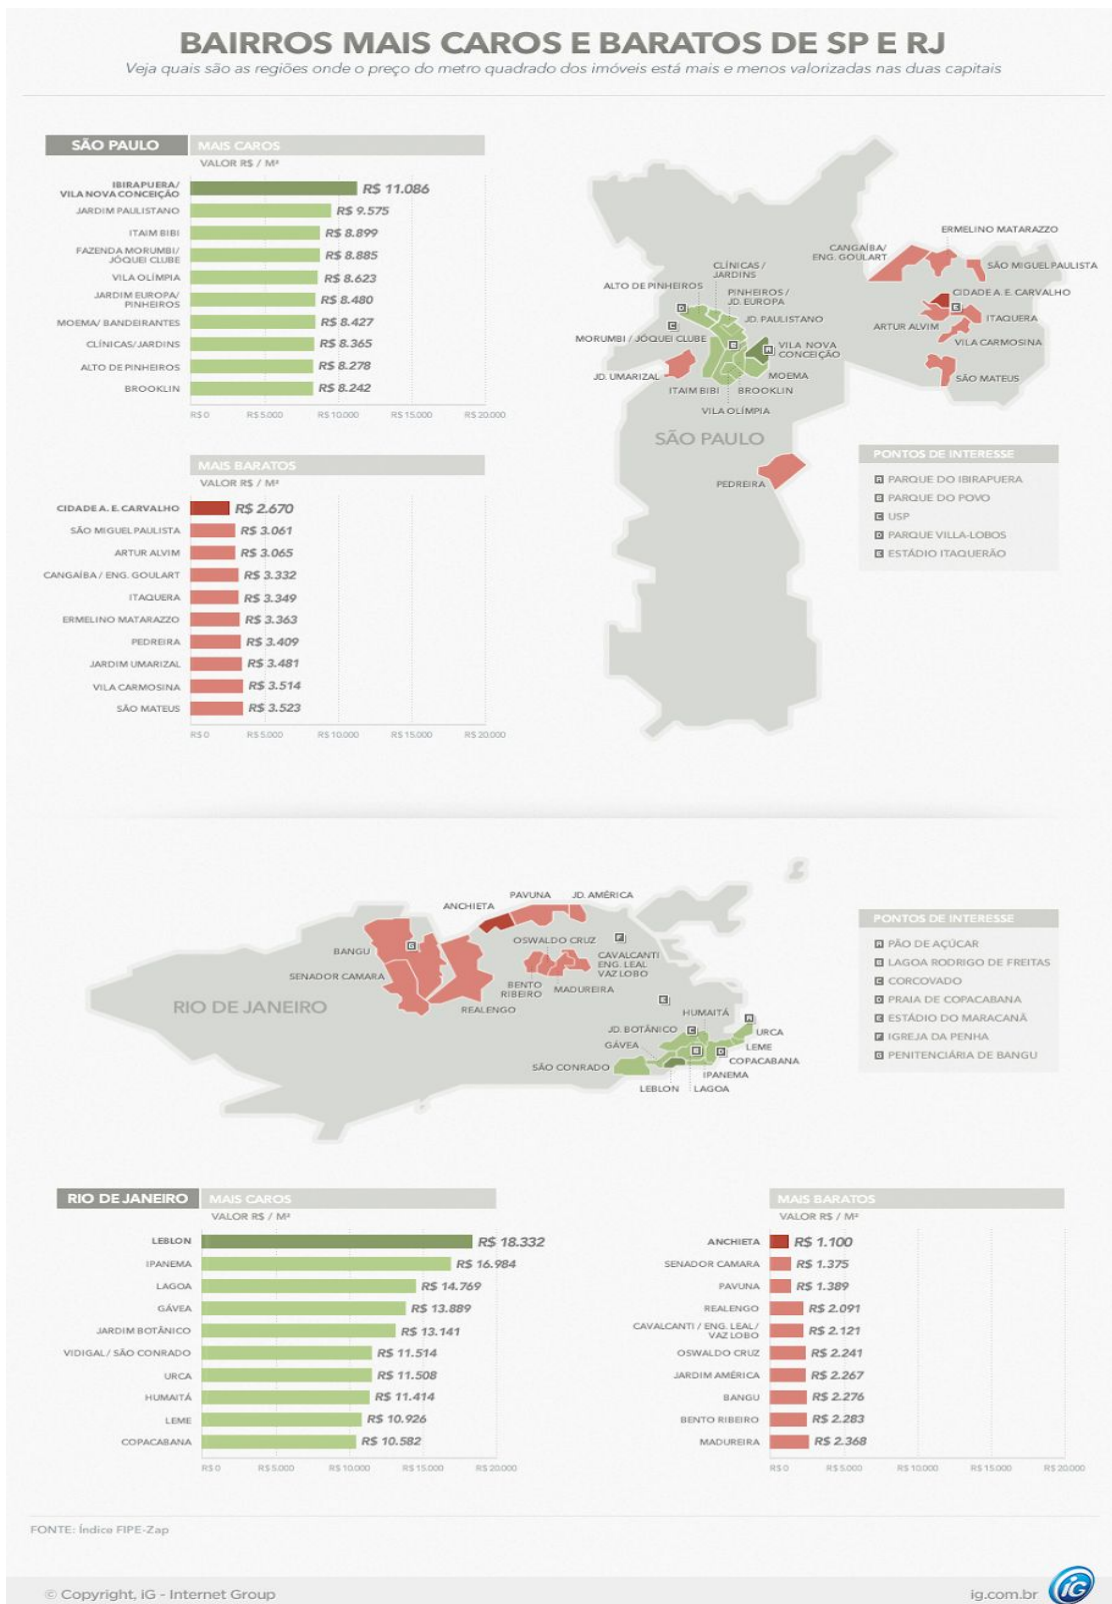 BAIRROS MAIS CAROS E BARATOS DE SP E RJ
Veja quais são as regiões onde o preço do metro quadrado dos imóveis está mais e menos valorizadas nas duas capitais
SÃO PAULO
MAIS CAROS
VALOR R$ / M²
IBIRAPUERA/
VILA NOVA CONCEIÇÃO
R$ 11.086
JARDIM PAULISTANO
R$ 9.575
ITAIM BIBI
R$ 8.899
FAZENDA MORUMBI/
JÓQUEI CLUBE
R$ 8.885
VILA OLÍMPIA
R$ 8.623
JARDIM EUROPA/
PINHEIROS
R$ 8.480
MOEMA/ BANDEIRANTES
R$ 8.427
CLÍNICAS/JARDINS
R$ 8.365
ALTO DE PINHEIROS
R$ 8.278
BROOKLIN
R$ 8.242
R$ 0
R$ 5.000
R$ 10.000
R$ 15.000
R$ 20.000
MAIS BARATOS
VALOR R$ / M²
CIDADE A. E. CARVALHO
R$ 2.670
SÃO MIGUEL PAULISTA
R$ 3.061
ARTUR ALVIM
R$ 3.065
CANGAÍBA / ENG. GOULART
R$ 3.332
ITAQUERA
R$ 3.349
ERMELINO MATARAZZO
R$ 3.363
PEDREIRA
R$ 3.409
JARDIM UMARIZAL
R$ 3.481
VILA CARMOSINA
R$ 3.514
SÃO MATEUS
R$ 3.523
R$ 0
R$ 5.000
R$ 10.000
R$ 15.000
R$ 20.000
ERMELINO MATARAZZO
CANGAÍBA/
ENG. GOULART
SÃO MIGUEL PAULISTA
CLÍNICAS /
JARDINS
ALTO DE PINHEIROS
PINHEIROS /
JD. EUROPA
CIDADE A. E. CARVALHO
D
E
JD. PAULISTANO
ITAQUERA
C
ARTUR ALVIM
MORUMBI / JÓQUEI CLUBE
VILA NOVA
CONCEIÇÃO
VILA CARMOSINA
JD. UMARIZAL
MOEMA
SÃO MATEUS
ITAIM BIBI
BROOKLIN
VILA OLÍMPIA
SÃO PAULO
PEDREIRA
PONTOS DE INTERESSE
A PARQUE DO IBIRAPUERA
B PARQUE DO POVO
C USP
D PARQUE VILLA-LOBOS
E ESTÁDIO ITAQUERÃO
PAVUNA
JD. AMÉRICA
ANCHIETA
OSWALDO CRUZ
F
BANGU
G
CAVALCANTI
ENG. LEAL
VAZ LOBO
SENADOR CAMARA
BENTO
RIBEIRO
MADUREIRA
RIO DE JANEIRO
REALENGO
E
HUMAITÁ
JD. BOTÂNICO
C
A
URCA
GÁVEA
B
D
LEME
COPACABANA
SÃO CONRADO
IPANEMA
LEBLON
LAGOA
PONTOS DE INTERESSE
A PÃO DE AÇÚCAR
B LAGOA RODRIGO DE FREITAS
C CORCOVADO
D PRAIA DE COPACABANA
E ESTÁDIO DO MARACANÃ
F IGREJA DA PENHA
G PENITENCIÁRIA DE BANGU
RIO DE JANEIRO
MAIS CAROS
VALOR R$ / M²
LEBLON
R$ 18.332
IPANEMA
R$ 16.984
LAGOA
R$ 14.769
GÁVEA
R$ 13.889
JARDIM BOTÂNICO
R$ 13.141
VIDIGAL / SÃO CONRADO
R$ 11.514
URCA
R$ 11.508
HUMAITÁ
R$ 11.414
LEME
R$ 10.926
COPACABANA
R$ 10.582
R$ 0
R$ 5.000
R$ 10.000
R$ 15.000
R$ 20.000
MAIS BARATOS
VALOR R$ / M²
ANCHIETA
R$ 1.100
SENADOR CAMARA
R$ 1.375
PAVUNA
R$ 1.389
REALENGO
R$ 2.091
CAVALCANTI / ENG. LEAL /
VAZ LOBO
R$ 2.121
OSWALDO CRUZ
R$ 2.241
JARDIM AMÉRICA
R$ 2.267
BANGU
R$ 2.276
BENTO RIBEIRO
R$ 2.283
MADUREIRA
R$ 2.368
R$ 0
R$ 5.000
R$ 10.000
R$ 15.000
R$ 20.000
FONTE: Índice FIPE-Zap
© Copyright, iG - Internet Group
ig.com.br
iG